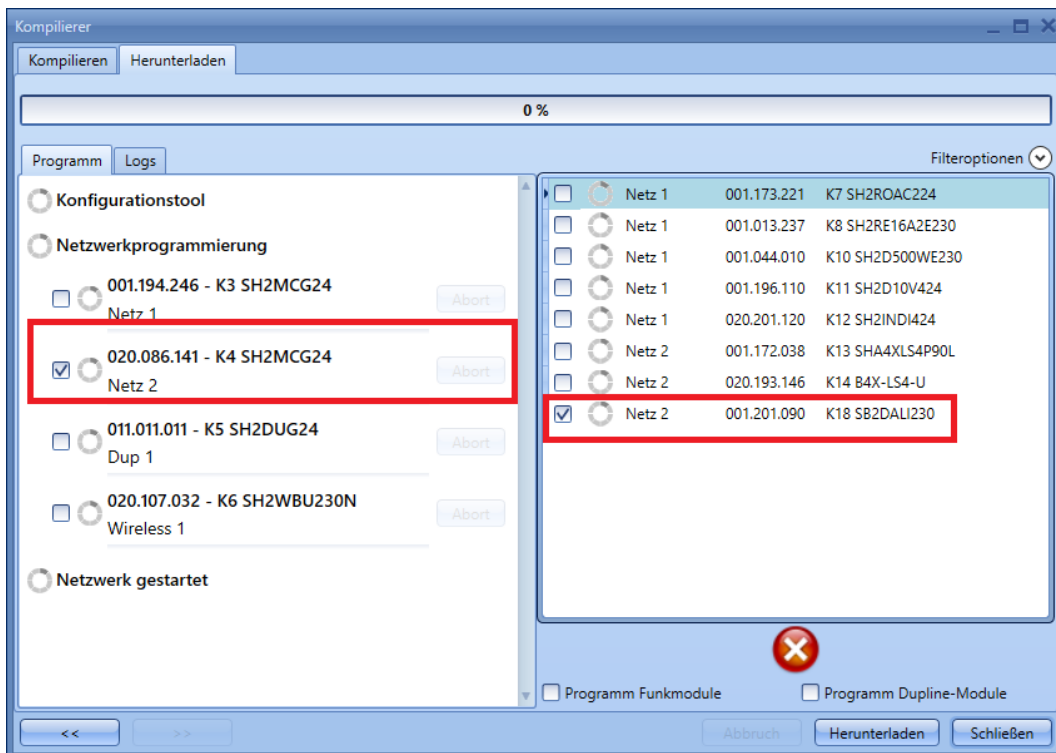 Kompilierer
Kompilieren Herunterladen
0 %
Programm Logs
Filteroptionen
Konfigurationstool
Netzwerkprogrammierung
001.194.246 - K3 SH2MCG24
Netz 1
Abort
020.086.141 - K4 SH2MCG24
Netz 2
Abort
011.011.011 - K5 SH2DUG24
Dup 1
Abort
020.107.032 - K6 SH2WBU230N
Wireless 1
Abort
Netzwerk gestartet
Netz 1 001.173.221 K7 SH2ROAC224
Netz 1 001.013.237 K8 SH2RE16A2E230
Netz 1 001.044.010 K10 SH2D500WE230
Netz 1 001.196.110 K11 SH2D10V424
Netz 1 020.201.120 K12 SH2INDI424
Netz 2 001.172.038 K13 SHA4XLS4P90L
Netz 2 020.193.146 K14 B4X-LS4-U
Netz 2 001.201.090 K18 SB2DALI230
Programm Funkmodule Programm Dupline-Module
<< >> Abbruch Herunterladen Schließen